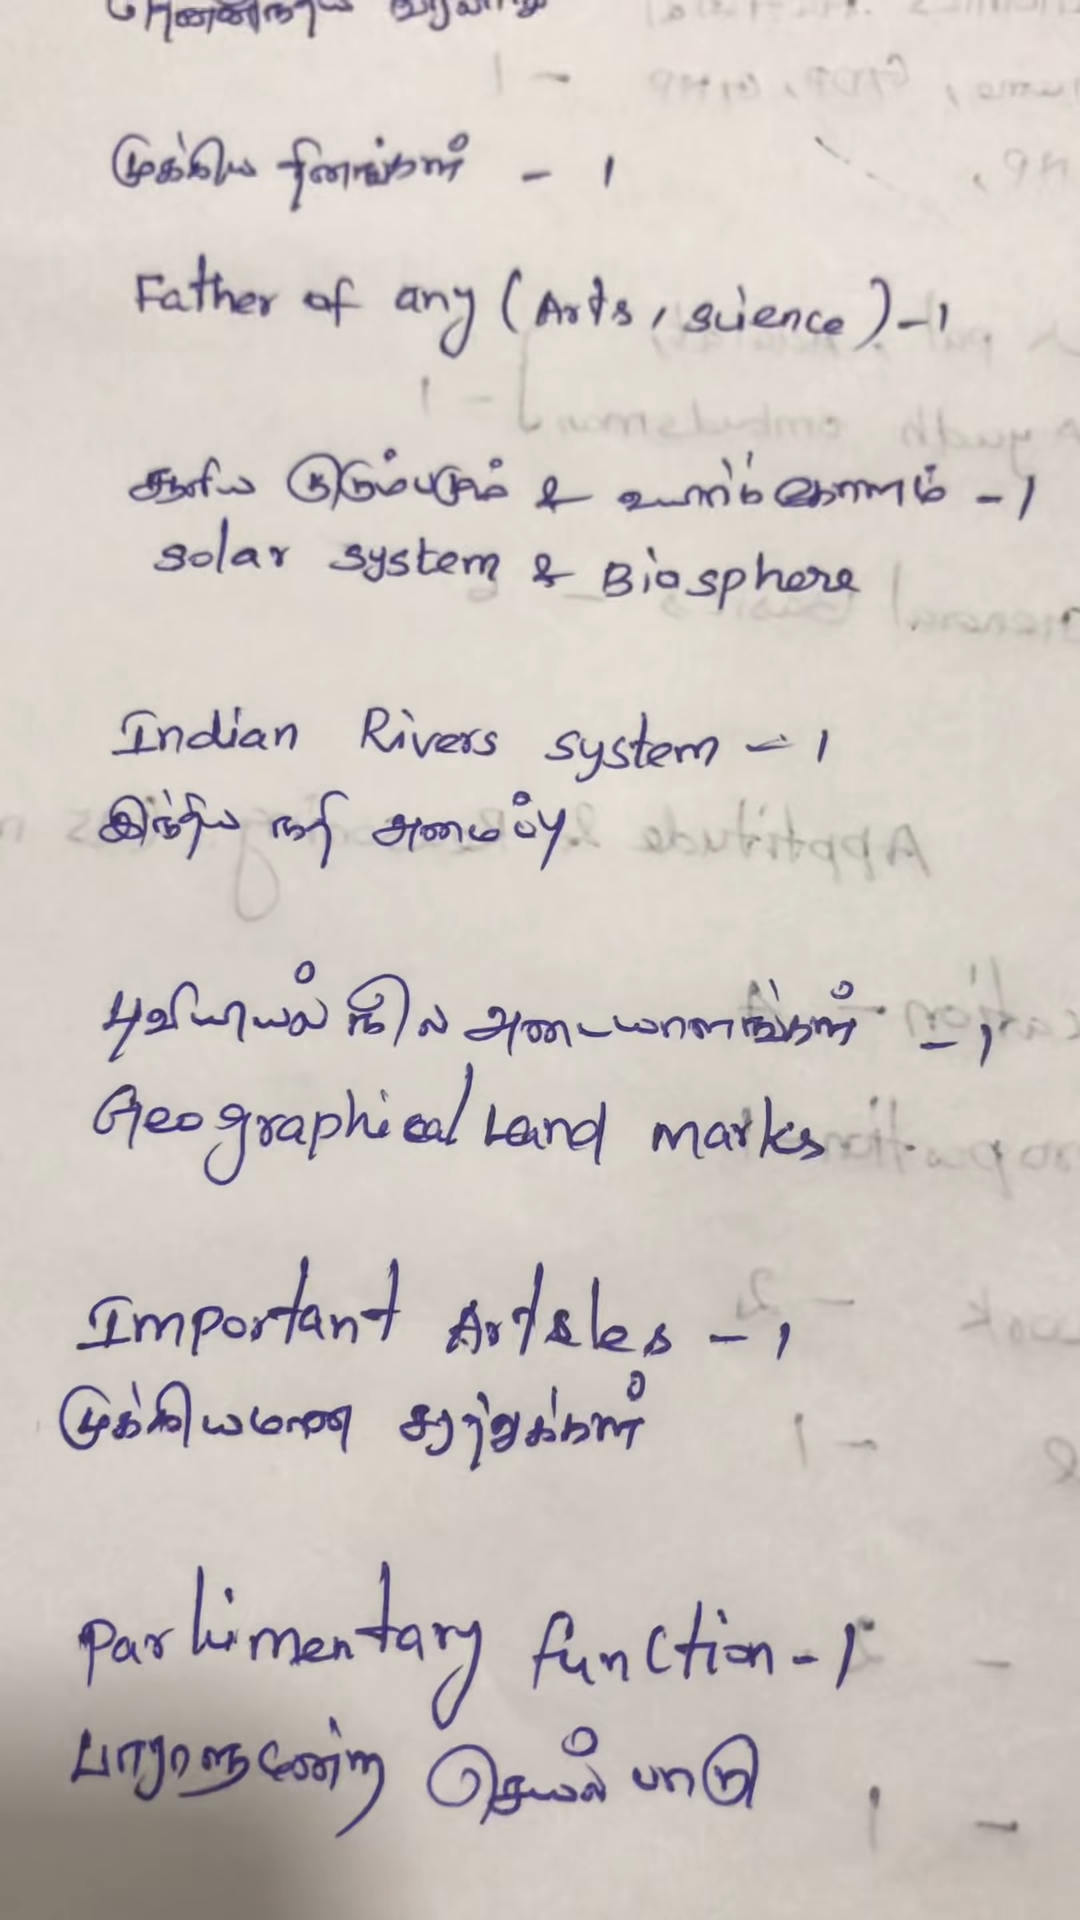 முக்கிய தினங்கள் - 1
Father of any (Arts, science) - 1
சூரிய குடும்பமும் & உயிர்க்கோளம் - 1
solar system & Biosphere
Indian Rivers system - 1
இந்திய நதி அமைப்பு
புவியியல் நில அடையாளங்கள் - 1
Geographical Land marks
Important Articles - 1
முக்கியமான சரத்துக்கள்
Parlimentary function - 1
பாராளுமன்ற செயல்பாடு